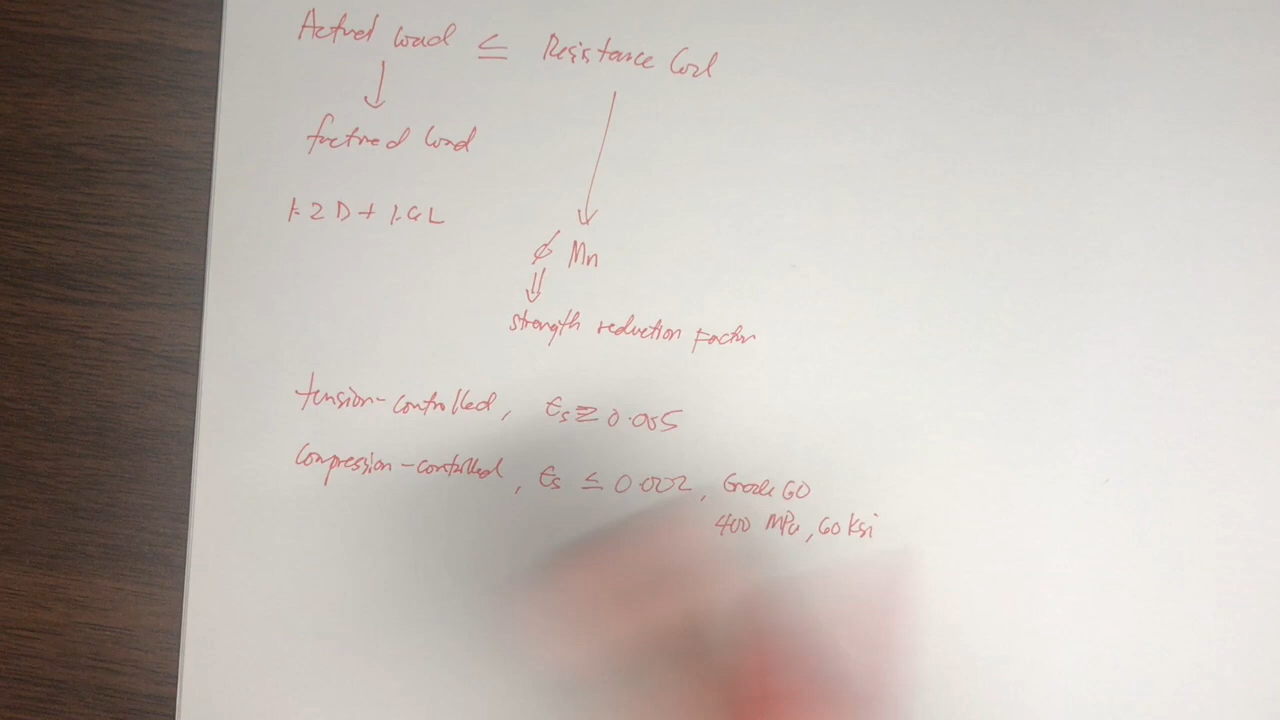 Actual load ≤ Resistance Load
factored load
1.2D + 1.6L
ϕ Mn
strength reduction Factor
tension-controlled, εs ≥ 0.005
Compression-controlled, εs ≤ 0.002, Grade 60
400 MPa, 60 ksi